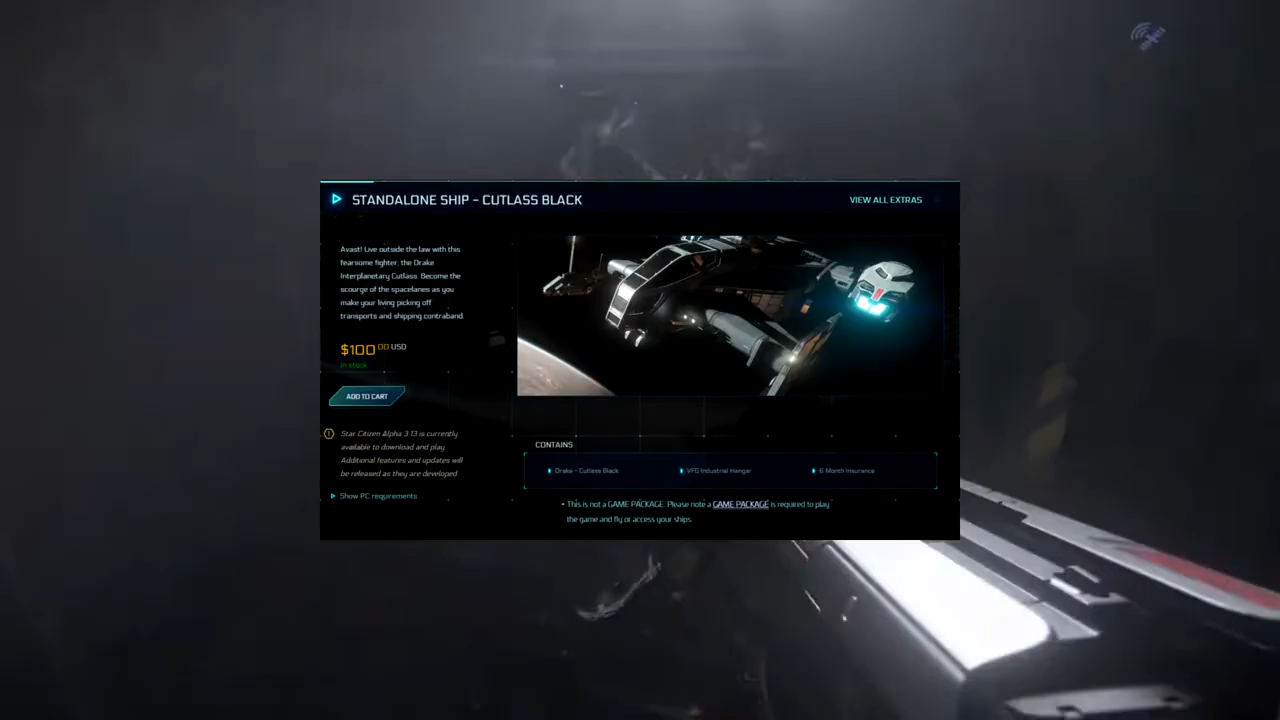 STANDALONE SHIP - CUTLASS BLACK
VIEW ALL EXTRAS
Avast! Live outside the law with this
fearsome fighter, the Drake
Interplanetary Cutlass. Become the
scourge of the spacelanes as you
make your living picking off
transports and shipping contraband.
$100.00 USD
In stock
ADD TO CART
Star Citizen Alpha 3.13 is currently
available to download and play.
Additional features and updates will
be released as they are developed
Show PC requirements
CONTAINS
Drake - Cutlass Black
VFG Industrial Hangar
6 Month Insurance
- This is not a GAME PACKAGE. Please note a GAME PACKAGE is required to play
the game and fly or access your ships.